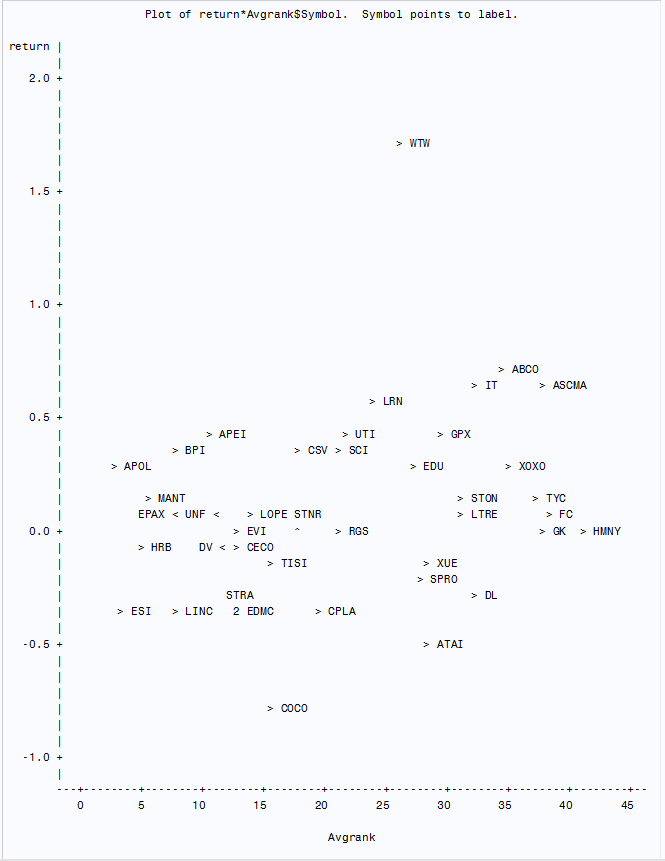 Plot of return*Avgrank$Symbol.  Symbol points to label.
return |
2.0 +
> WTW
1.5 +
1.0 +
> ABCO
> IT > ASCMA
> LRN
0.5 +
> APEI > UTI > GPX
> BPI > CSV > SCI
> APOL > EDU > XOXO
> MANT > STON > TYC
EPAX < UNF < > LOPE STNR > LTRE > FC
0.0 + > EVI ^ > RGS > GK > HMNY
> HRB DV < > CECO
> TISI > XUE
> SPRO
STRA > DL
> ESI > LINC 2 EDMC > CPLA
-0.5 + > ATAI
> COCO
-1.0 +
0 5 10 15 20 25 30 35 40 45
Avgrank